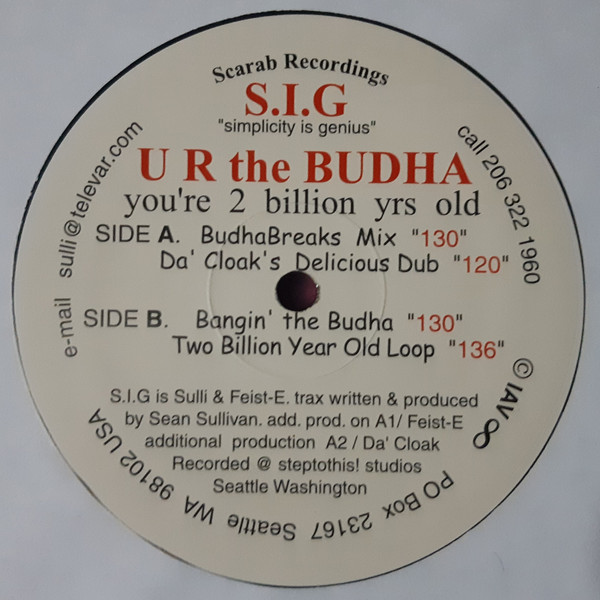 Scarab Recordings
S.I.G
"simplicity is genius"
U R the BUDHA
you're 2 billion yrs old
SIDE A. BudhaBreaks Mix "130"
Da' Cloak's Delicious Dub "120"
SIDE B. Bangin' the Budha "130"
Two Billion Year Old Loop "136"
S.I.G is Sulli & Feist-E. trax written & produced
by Sean Sullivan. add. prod. on A1/ Feist-E
additional production A2 / Da' Cloak
Recorded @ steptothis! studios
Seattle Washington
e-mail sulli@televar.com
call 206 322 1960
© IAV∞
PO Box 23167 Seattle WA 98102 USA